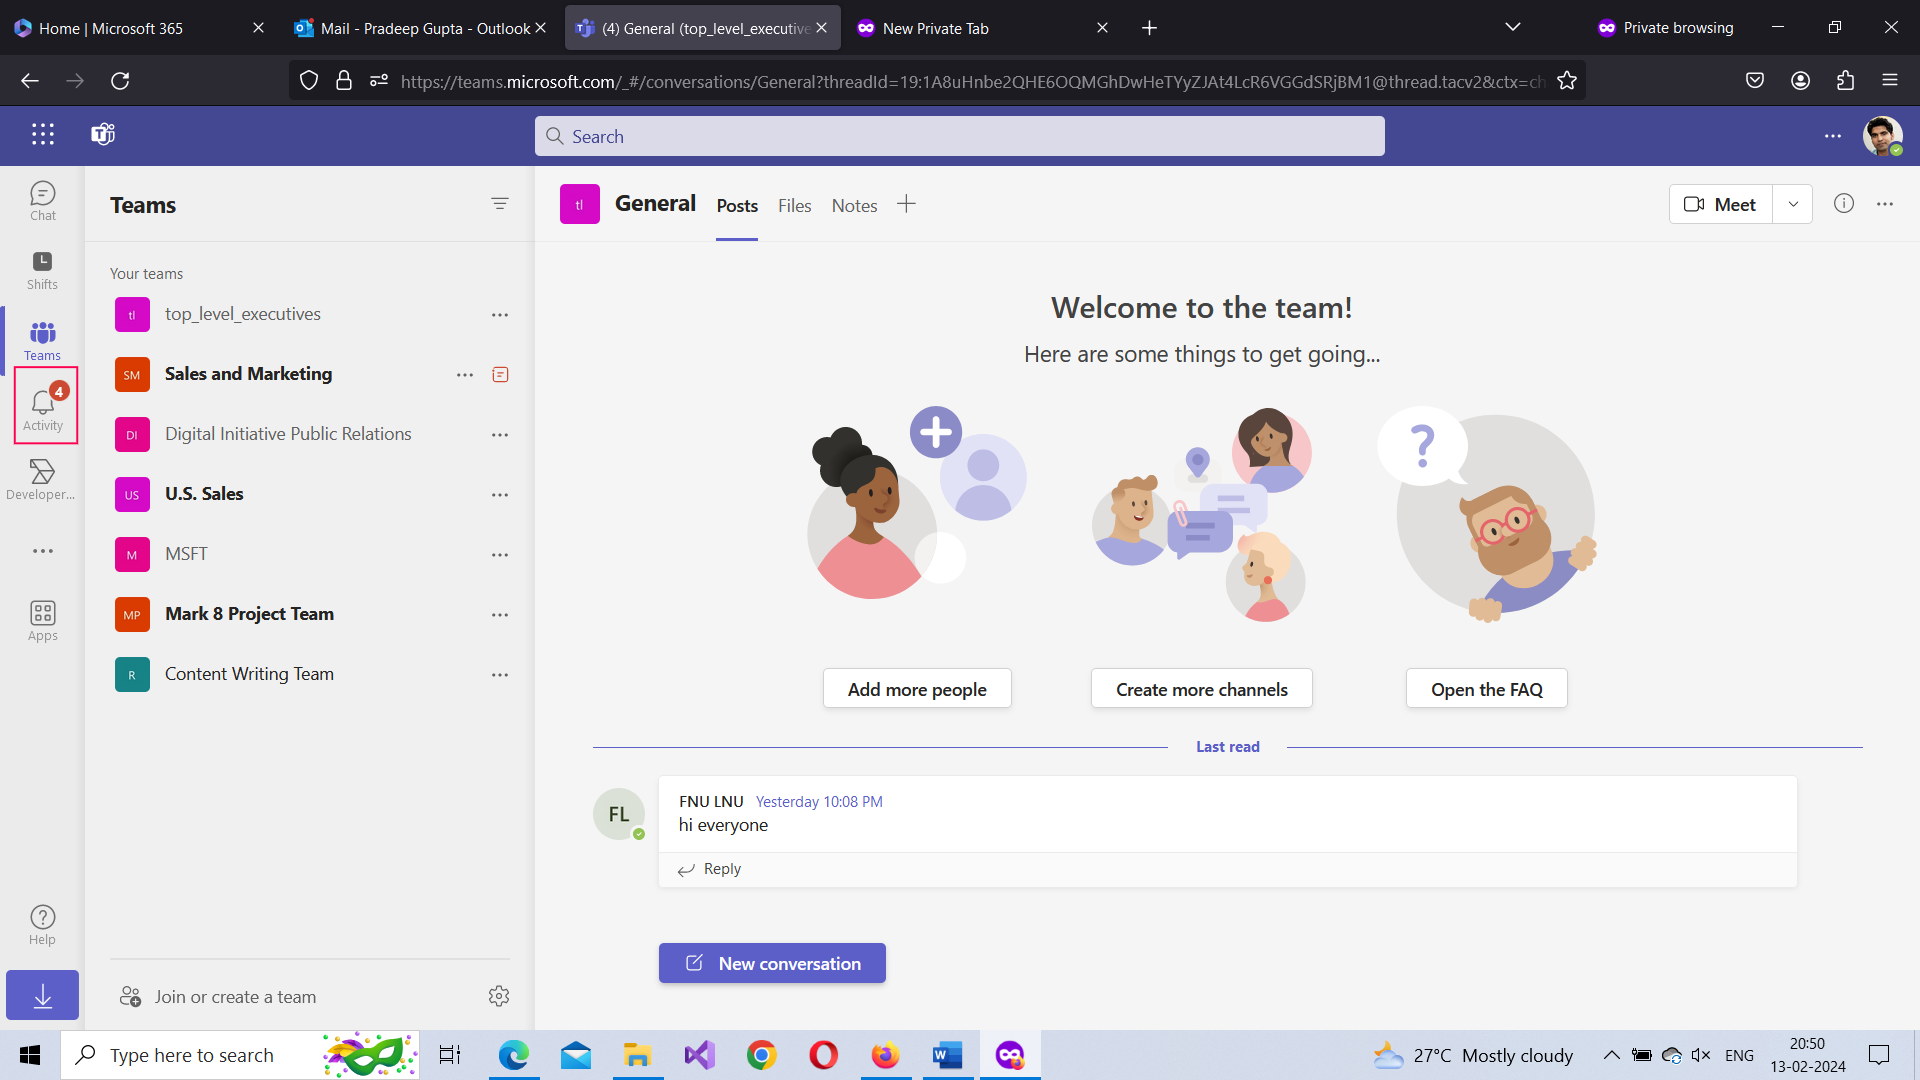 Home | Microsoft 365
Mail - Pradeep Gupta - Outlook
(4) General (top_level_executive
New Private Tab
Private browsing
https://teams.microsoft.com/_#/conversations/General?threadId=19:1A8uHnbe2QHE6OQMGhDwHeTYyZJAt4LcR6VGGdSRjBM1@thread.tacv2&ctx=ch
Search
Chat
Shifts
Teams
4
Activity
Developer...
Apps
Help
Teams
Your teams
tl top_level_executives
SM Sales and Marketing
DI Digital Initiative Public Relations
US U.S. Sales
M MSFT
MP Mark 8 Project Team
R Content Writing Team
Join or create a team
tl General Posts Files Notes
Meet
Welcome to the team!
Here are some things to get going...
?
Add more people
Create more channels
Open the FAQ
Last read
FL
FNU LNU Yesterday 10:08 PM
hi everyone
Reply
New conversation
Type here to search
27°C Mostly cloudy
ENG
20:50
13-02-2024